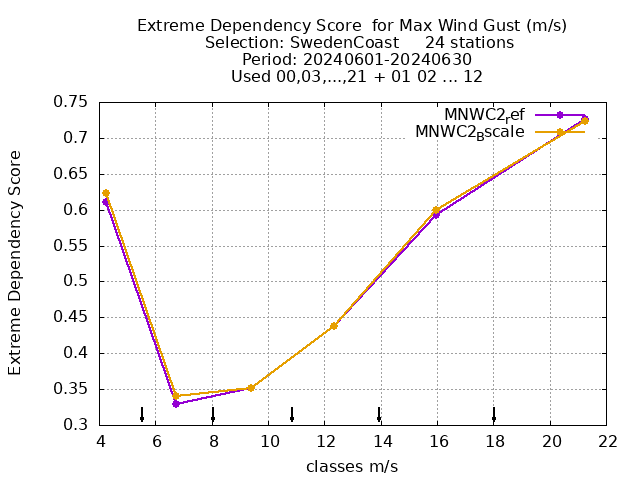 Extreme Dependency Score  for Max Wind Gust (m/s)
Selection: SwedenCoast     24 stations
Period: 20240601-20240630
Used 00,03,...,21 + 01 02 ... 12
MNWC2ref
MNWC2Bscale
Extreme Dependency Score
0.75
0.7
0.65
0.6
0.55
0.5
0.45
0.4
0.35
0.3
4 6 8 10 12 14 16 18 20 22
classes m/s